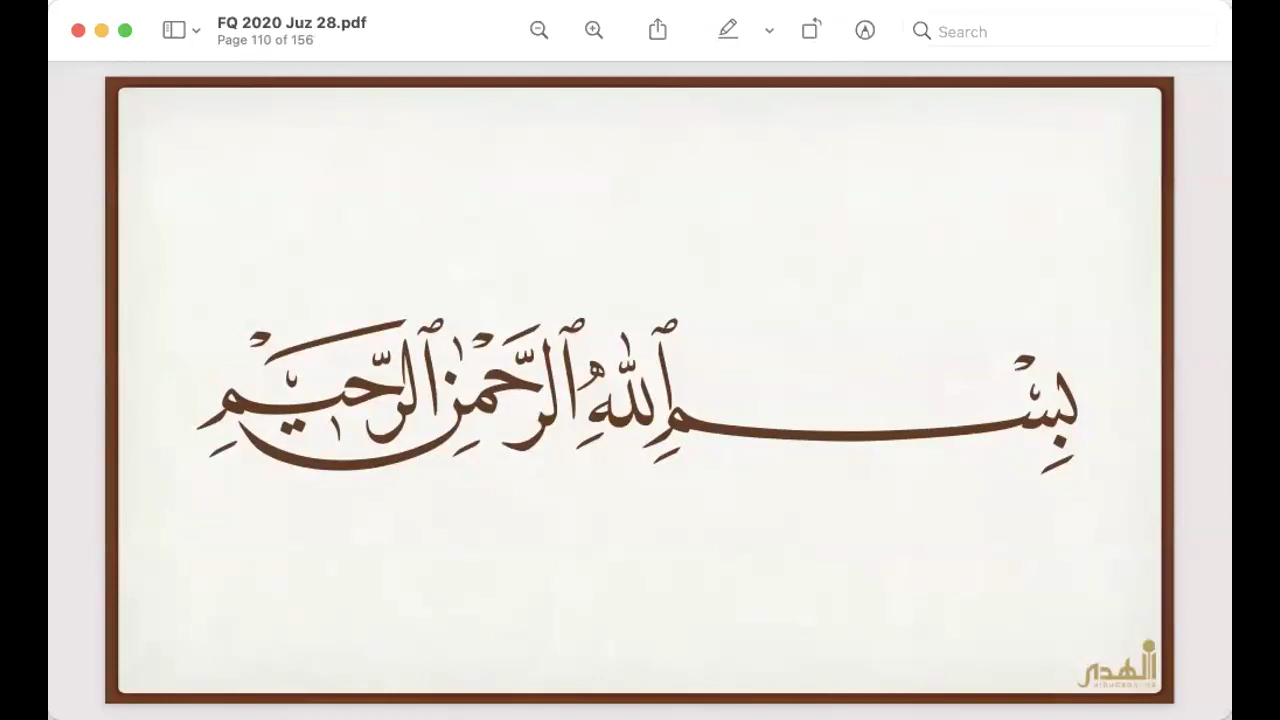 FQ 2020 Juz 28.pdf
Page 110 of 156
Search
بِسْمِ ٱللَّٰهِ ٱلرَّحْمَٰنِ ٱلرَّحِيمِ
الهدى